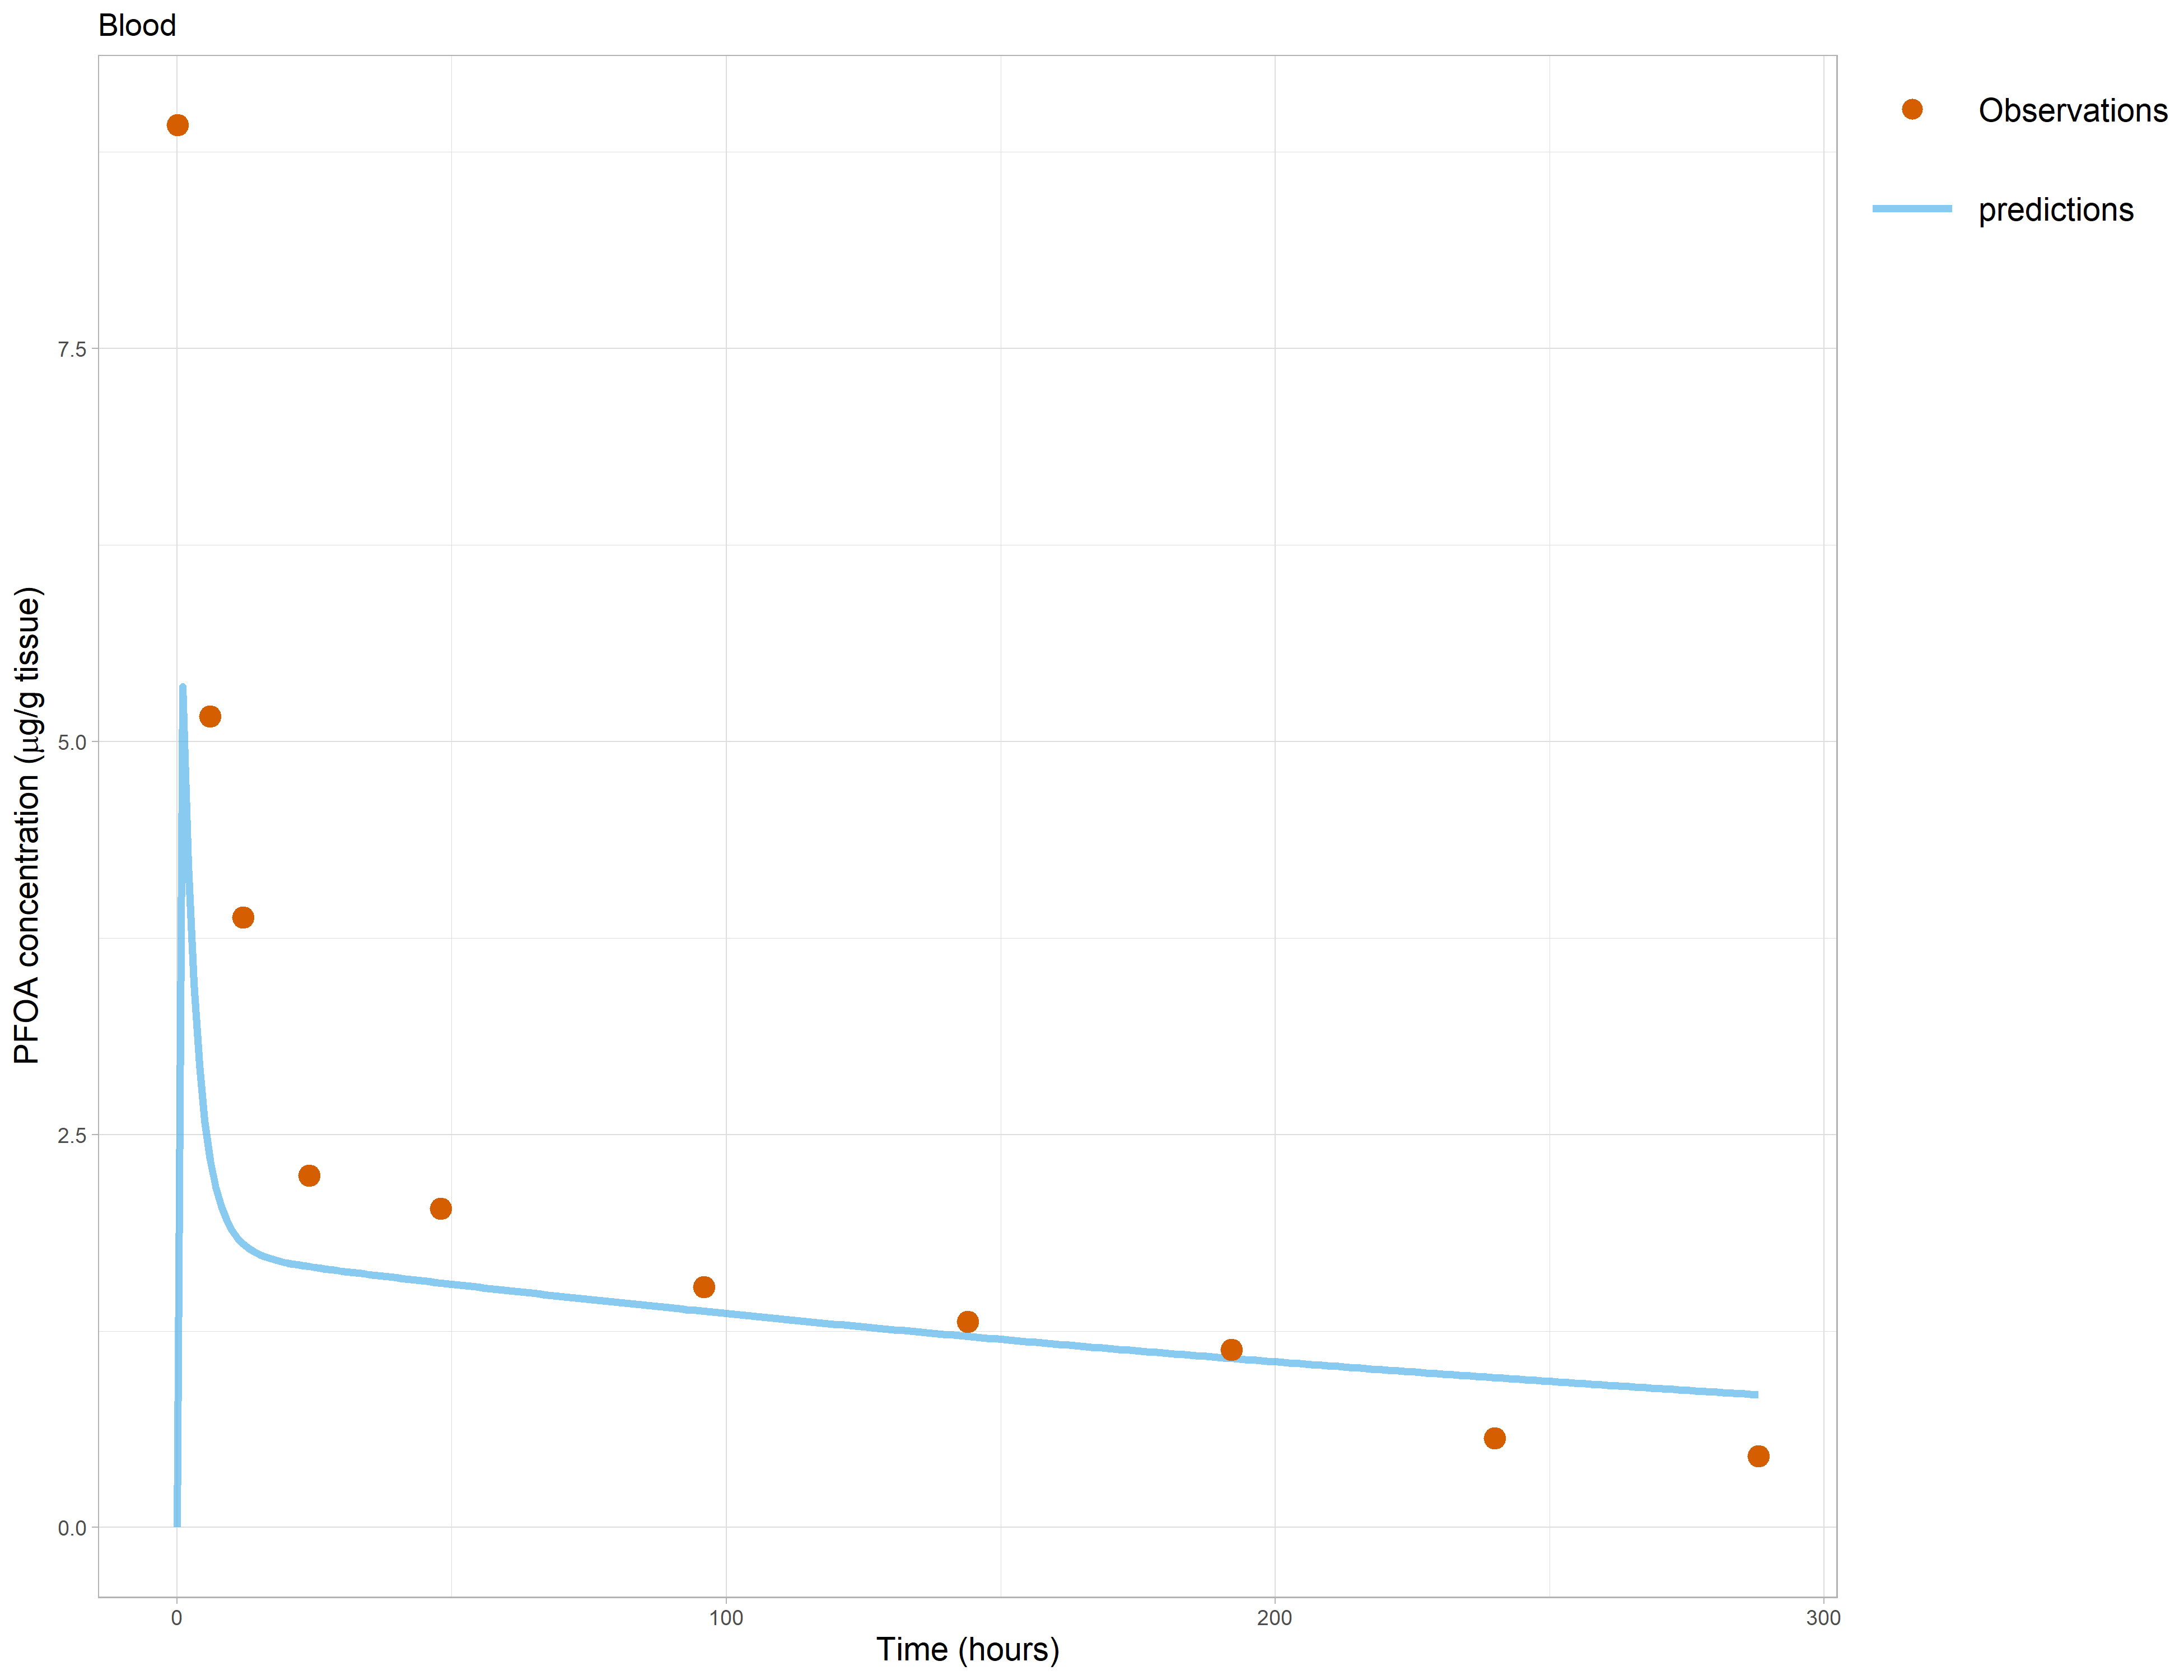 Blood
Observations
predictions
PFOA concentration (μg/g tissue)
7.5
5.0
2.5
0.0
0
100
200
300
Time (hours)